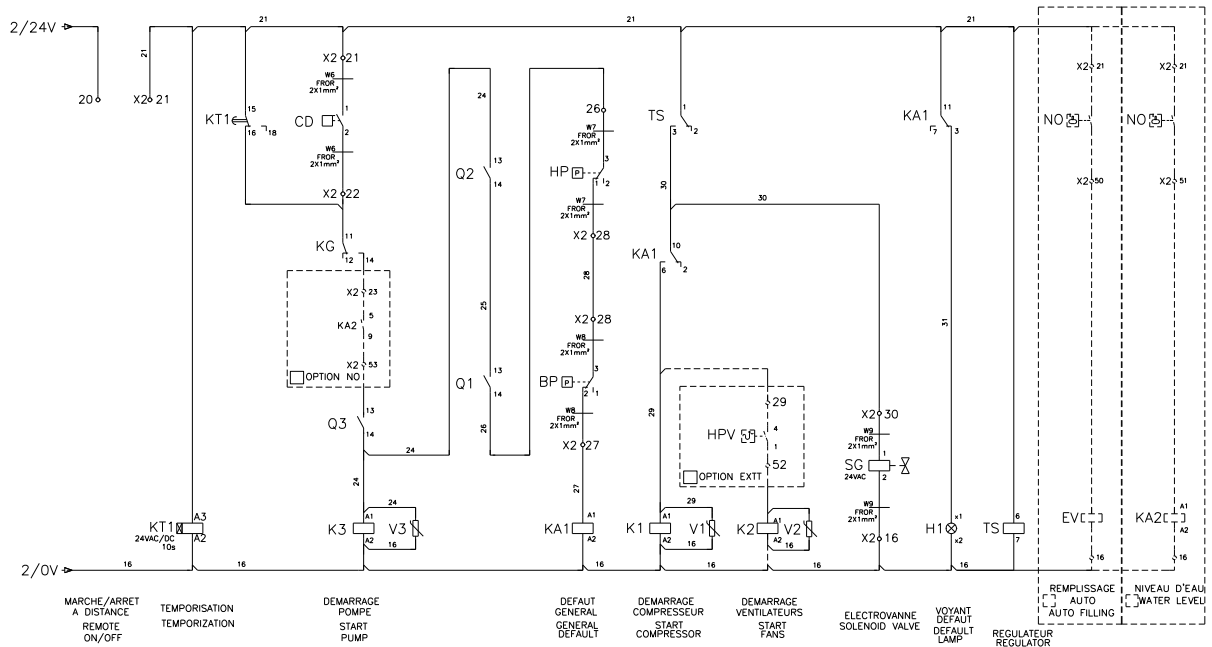 2/24V
21
21
21
20
21
X2 21
KT1
15
16
18
X2 21
W6
FROR
2X1mm²
CD
1
2
W6
FROR
2X1mm²
X2 22
KG
11
12
14
X2 23
KA2
5
9
X2 53
OPTION NO
Q3
13
14
24
24
24
Q2
13
14
25
Q1
13
14
26
26
W7
FROR
2X1mm²
HP
P
3
1
2
W7
FROR
2X1mm²
X2 28
28
X2 28
W8
FROR
2X1mm²
BP
P
3
2
1
W8
FROR
2X1mm²
X2 27
27
TS
1
3
2
30
30
KA1
10
6
2
29
29
HPV
4
1
52
OPTION EXTT
X2 30
W9
FROR
2X1mm²
SG
24VAC
1
2
W9
FROR
2X1mm²
X2 16
KA1
11
7
3
31
X2 21
NO
X2 50
X2 21
NO
X2 51
KT1
24VAC/DC
10s
A3
A2
K3
A1
A2
24
V3
16
KA1
A1
A2
K1
A1
A2
29
V1
16
K2
A1
A2
V2
16
H1
x1
x2
TS
6
7
EV
16
KA2
A1
A2
16
2/0V
16
16
16
16
16
16
MARCHE/ARRET
A DISTANCE
REMOTE
ON/OFF
TEMPORISATION
TEMPORIZATION
DEMARRAGE
POMPE
START
PUMP
DEFAUT
GENERAL
GENERAL
DEFAULT
DEMARRAGE
COMPRESSEUR
START
COMPRESSOR
DEMARRAGE
VENTILATEURS
START
FANS
ELECTROVANNE
SOLENOID VALVE
VOYANT
DEFAUT
DEFAULT
LAMP
REGULATEUR
REGULATOR
REMPLISSAGE
AUTO
AUTO FILLING
NIVEAU D'EAU
WATER LEVEL